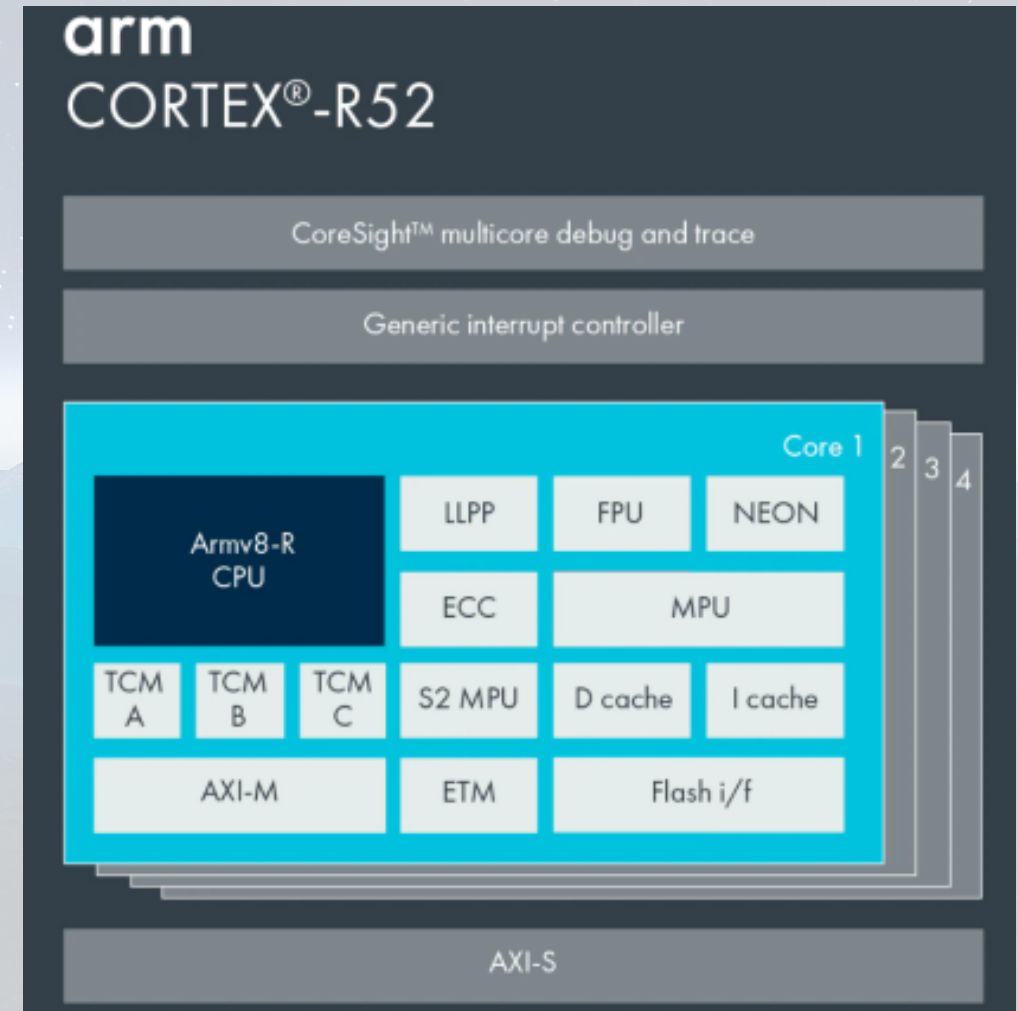 arm
CORTEX®-R52
CoreSight™ multicore debug and trace
Generic interrupt controller
Core 1
2
3
4
Armv8-R
CPU
LLPP
FPU
NEON
ECC
MPU
TCM
A
TCM
B
TCM
C
S2 MPU
D cache
I cache
AXI-M
ETM
Flash i/f
AXI-S